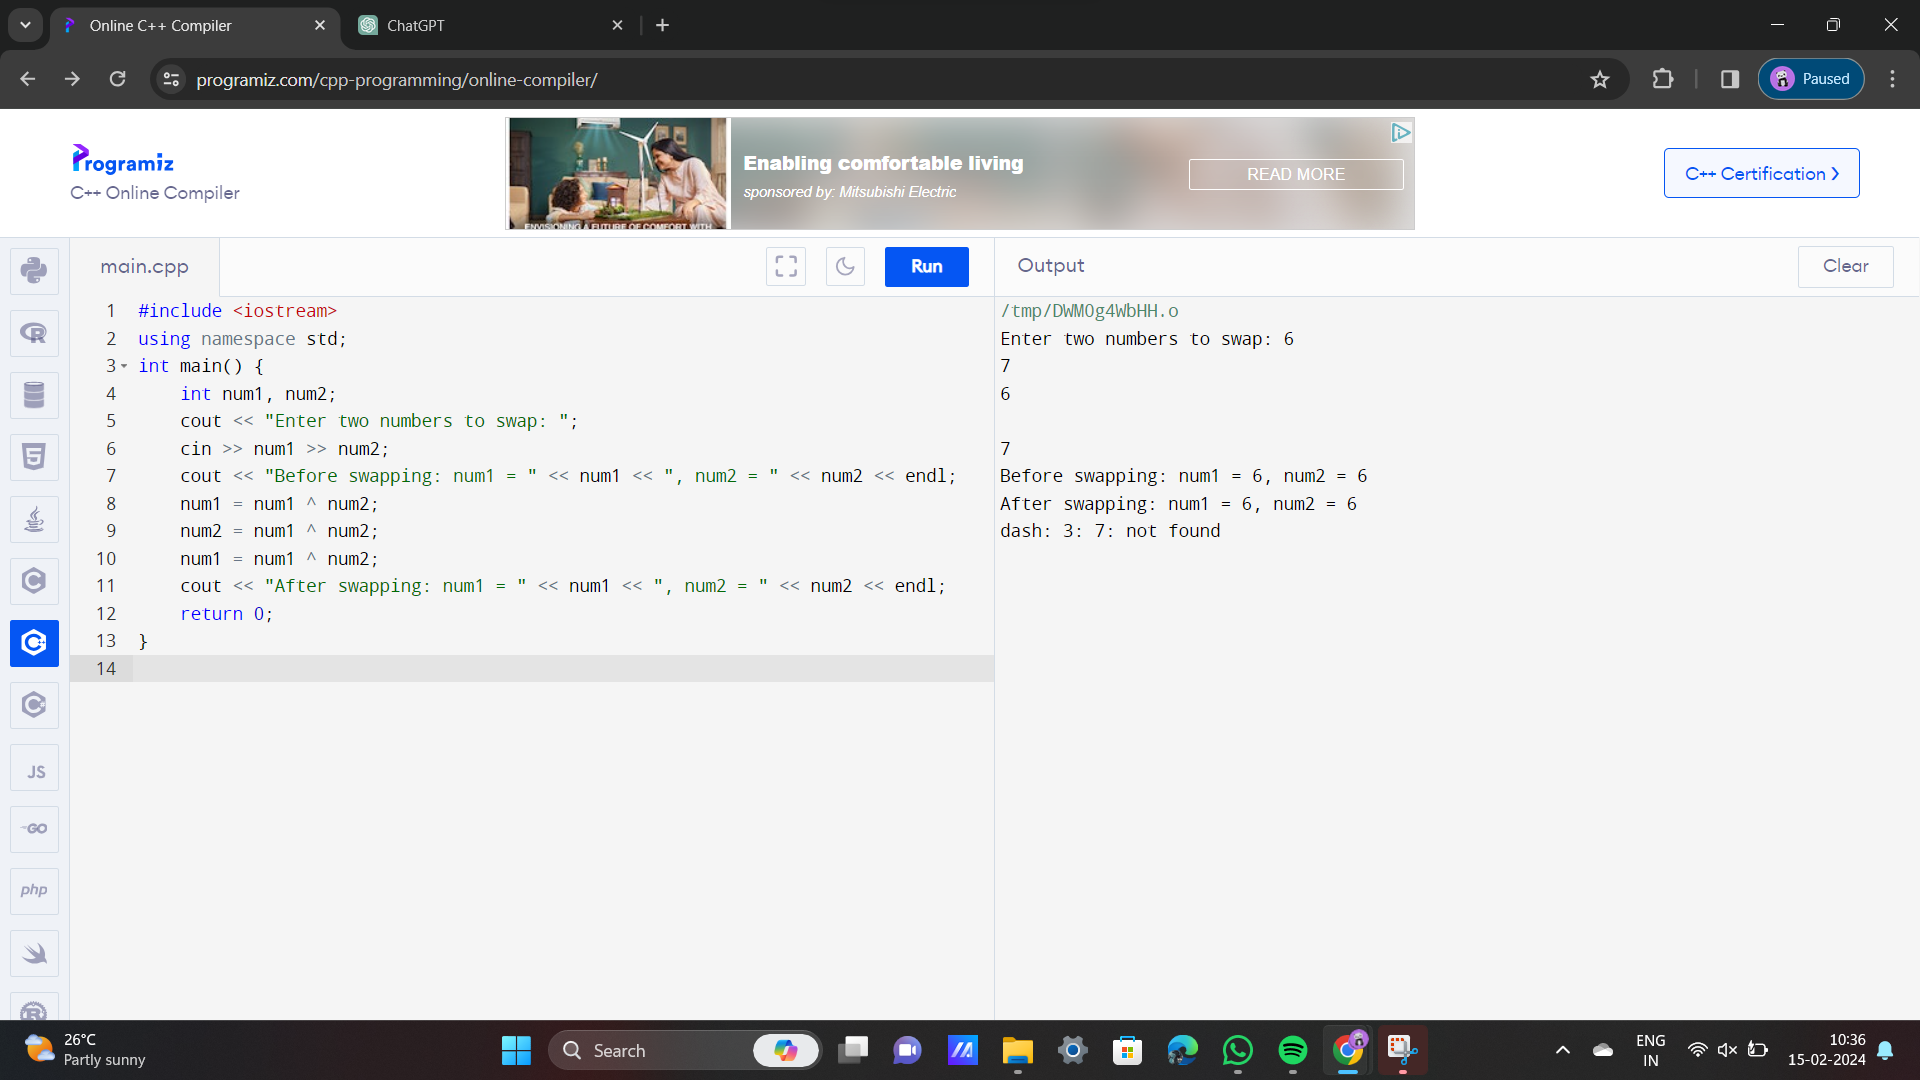 Online C++ Compiler
ChatGPT
programiz.com/cpp-programming/online-compiler/
Paused
Programiz
C++ Online Compiler
ENVISIONING A FUTURE OF COMFORT WITH
Enabling comfortable living
sponsored by: Mitsubishi Electric
READ MORE
C++ Certification >
main.cpp
Run
Output
Clear
1 #include <iostream>
2 using namespace std;
3 int main() {
4 int num1, num2;
5 cout << "Enter two numbers to swap: ";
6 cin >> num1 >> num2;
7 cout << "Before swapping: num1 = " << num1 << ", num2 = " << num2 << endl;
8 num1 = num1 ^ num2;
9 num2 = num1 ^ num2;
10 num1 = num1 ^ num2;
11 cout << "After swapping: num1 = " << num1 << ", num2 = " << num2 << endl;
12 return 0;
13 }
14
/tmp/DWMOg4WbHH.o
Enter two numbers to swap: 6
7
6
7
Before swapping: num1 = 6, num2 = 6
After swapping: num1 = 6, num2 = 6
dash: 3: 7: not found
R
5
C
C++
C
JS
GO
php
R
26°C
Partly sunny
Search
ENG
IN
10:36
15-02-2024